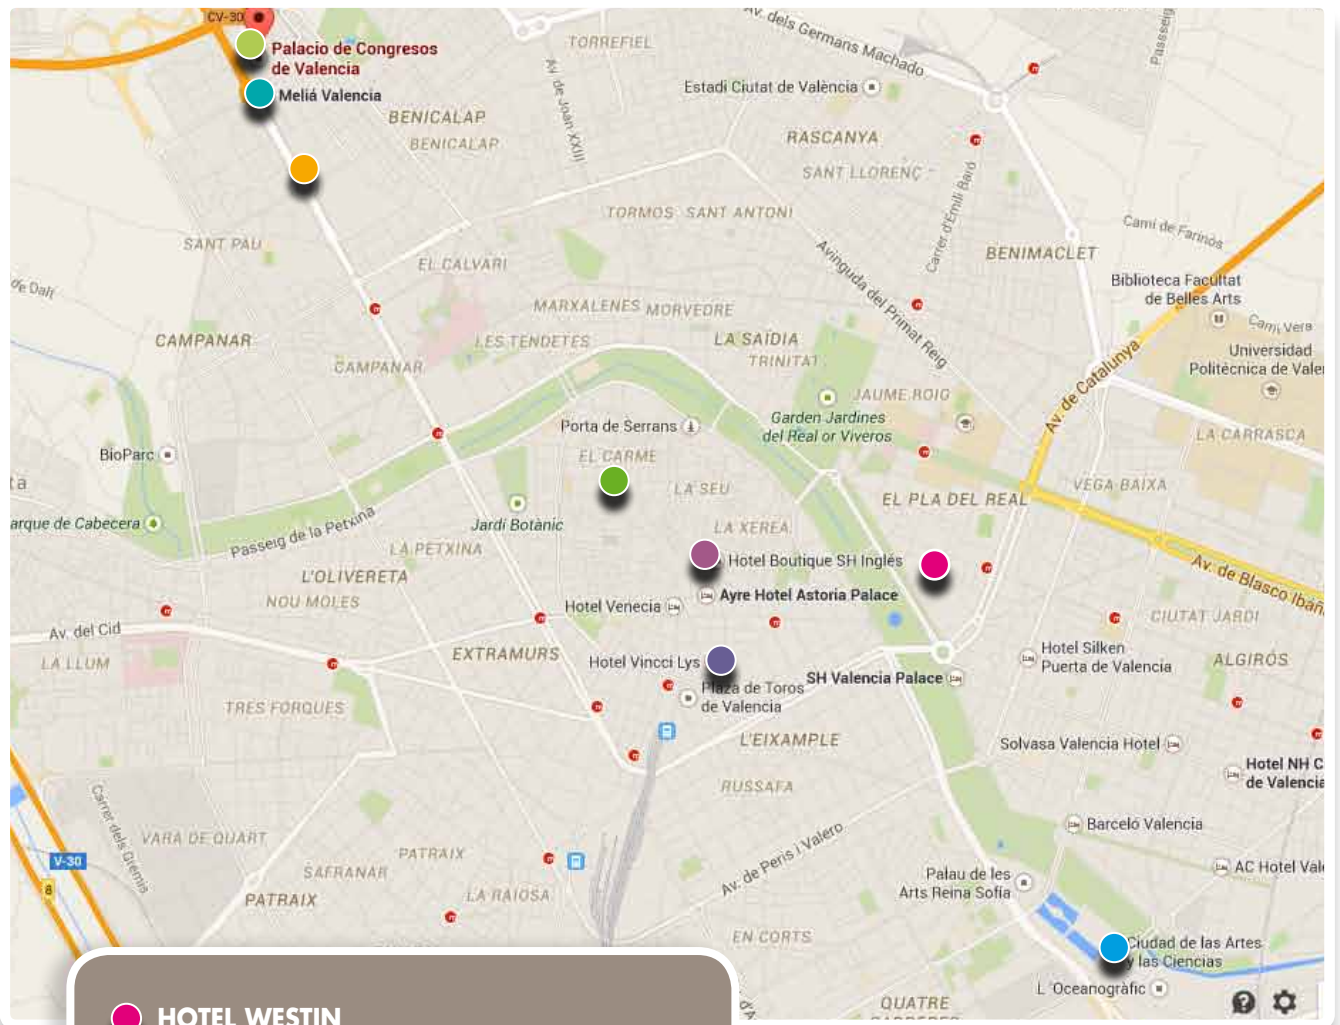 CV-30
Palacio de Congresos
de Valencia
Meliá Valencia
TORREFIEL
Av. dels Germans Machado
Passseig
Av. de Joan XXIII
Estadi Ciutat de València
BENICALAP
BENICALAP
RASCANYA
SANT LLORENÇ
Carrer d'Emili Baró
TORMOS
SANT ANTONI
SANT PAU
EL CALVARI
Avinguda del Primat Reig
BENIMACLET
Camí de Farinós
Biblioteca Facultat
de Belles Arts
de Dalt
MARXALENES
MORVEDRE
Camí Vera
CAMPANAR
LES TENDETES
LA SAÏDIA
TRINITAT
Universidad
Politécnica de Valer
CAMPANAR
JAUME ROIG
Av. de Catalunya
Porta de Serrans
Garden Jardines
del Real or Viveros
LA CARRASCA
BioParc
EL CARME
ta
LA SEU
EL PLA DEL REAL
VEGA BAIXA
arque de Cabecera
Passeig de la Petxina
Jardí Botànic
LA XEREA
LA PETXINA
Hotel Boutique SH Inglés
L'OLIVERETA
Av. de Blasco Ibáñ
NOU MOLES
Hotel Venecia
Ayre Hotel Astoria Palace
CIUTAT JARDÍ
Av. del Cid
LA LLUM
EXTRAMURS
Hotel Vincci Lys
Hotel Silken
Puerta de Valencia
ALGIRÓS
SH Valencia Palace
Plaza de Toros
de Valencia
TRES FORQUES
L'EIXAMPLE
Solvasa Valencia Hotel
Hotel NH C
de Valencia
RUSSAFA
Carrer dels Gremis
VARA DE QUART
Av. de Peris i Valero
Barceló Valencia
V-30
PATRAIX
SAFRANAR
AC Hotel Vale
8
PATRAIX
LA RAIOSA
Palau de les
Arts Reina Sofía
EN CORTS
Ciudad de las Artes
y las Ciencias
L´Oceanogràfic
QUATRE
CARRERES
HOTEL WESTIN